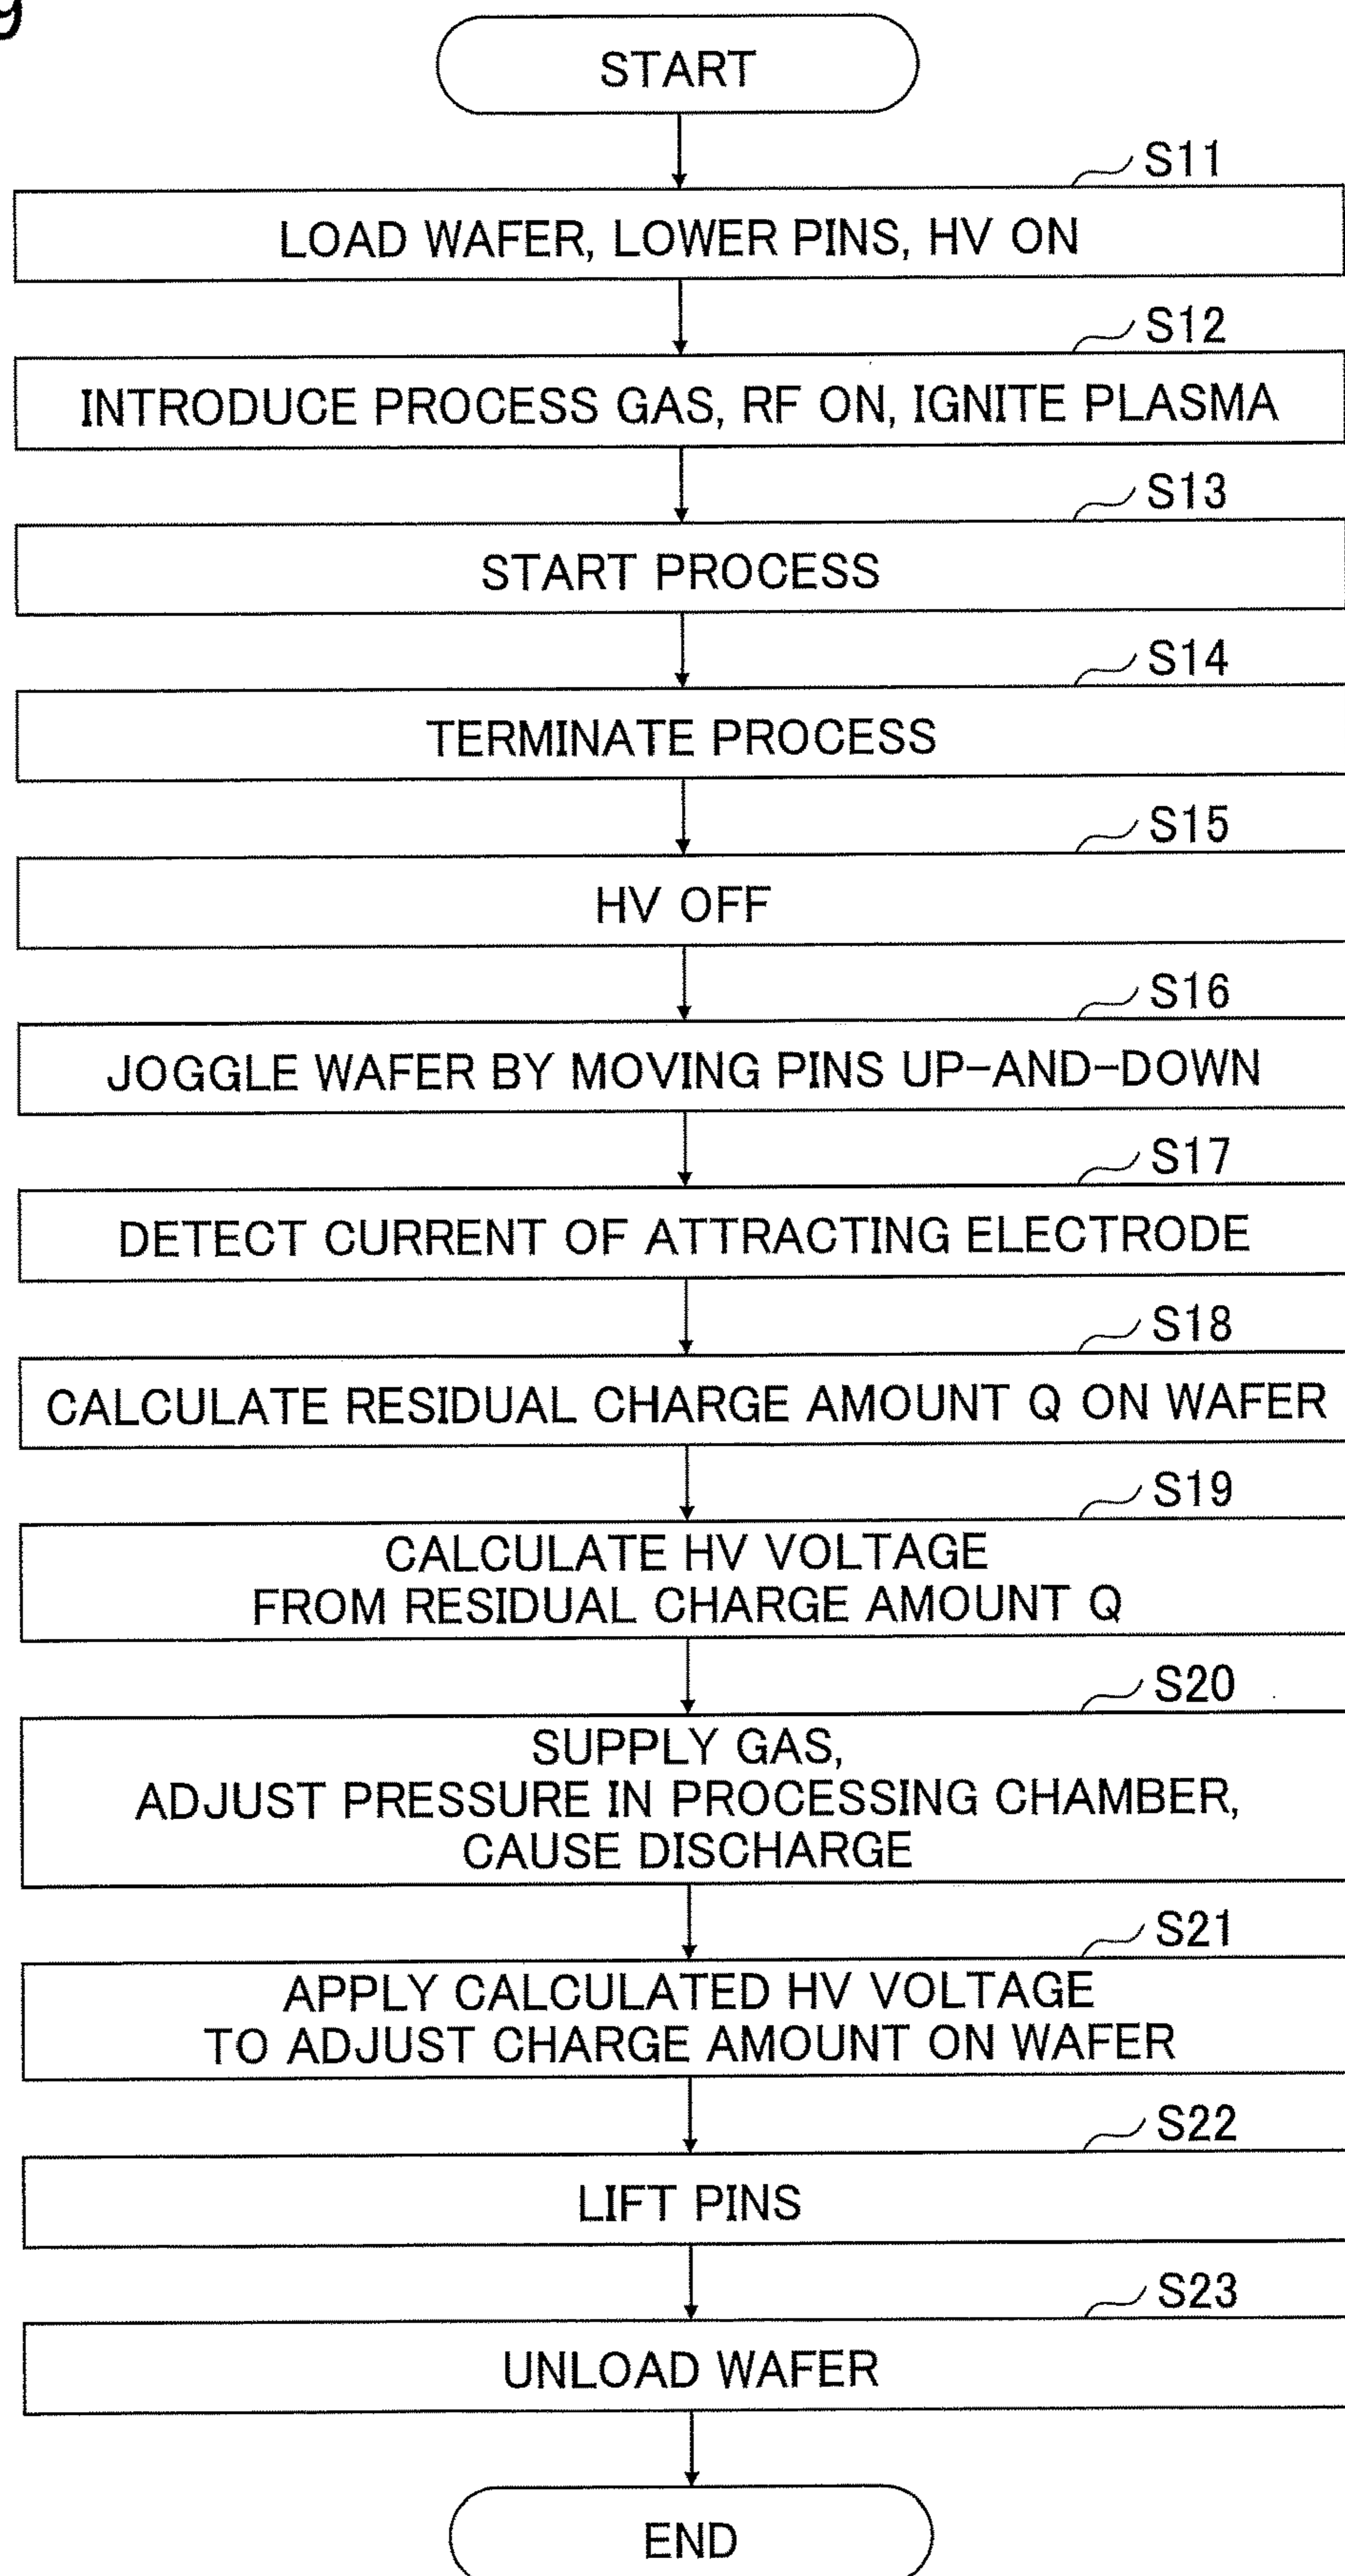 START
S11
LOAD WAFER, LOWER PINS, HV ON
S12
INTRODUCE PROCESS GAS, RF ON, IGNITE PLASMA
S13
START PROCESS
S14
TERMINATE PROCESS
S15
HV OFF
S16
JOGGLE WAFER BY MOVING PINS UP-AND-DOWN
S17
DETECT CURRENT OF ATTRACTING ELECTRODE
S18
CALCULATE RESIDUAL CHARGE AMOUNT Q ON WAFER
S19
CALCULATE HV VOLTAGE
FROM RESIDUAL CHARGE AMOUNT Q
S20
SUPPLY GAS,
ADJUST PRESSURE IN PROCESSING CHAMBER,
CAUSE DISCHARGE
S21
APPLY CALCULATED HV VOLTAGE
TO ADJUST CHARGE AMOUNT ON WAFER
S22
LIFT PINS
S23
UNLOAD WAFER
END